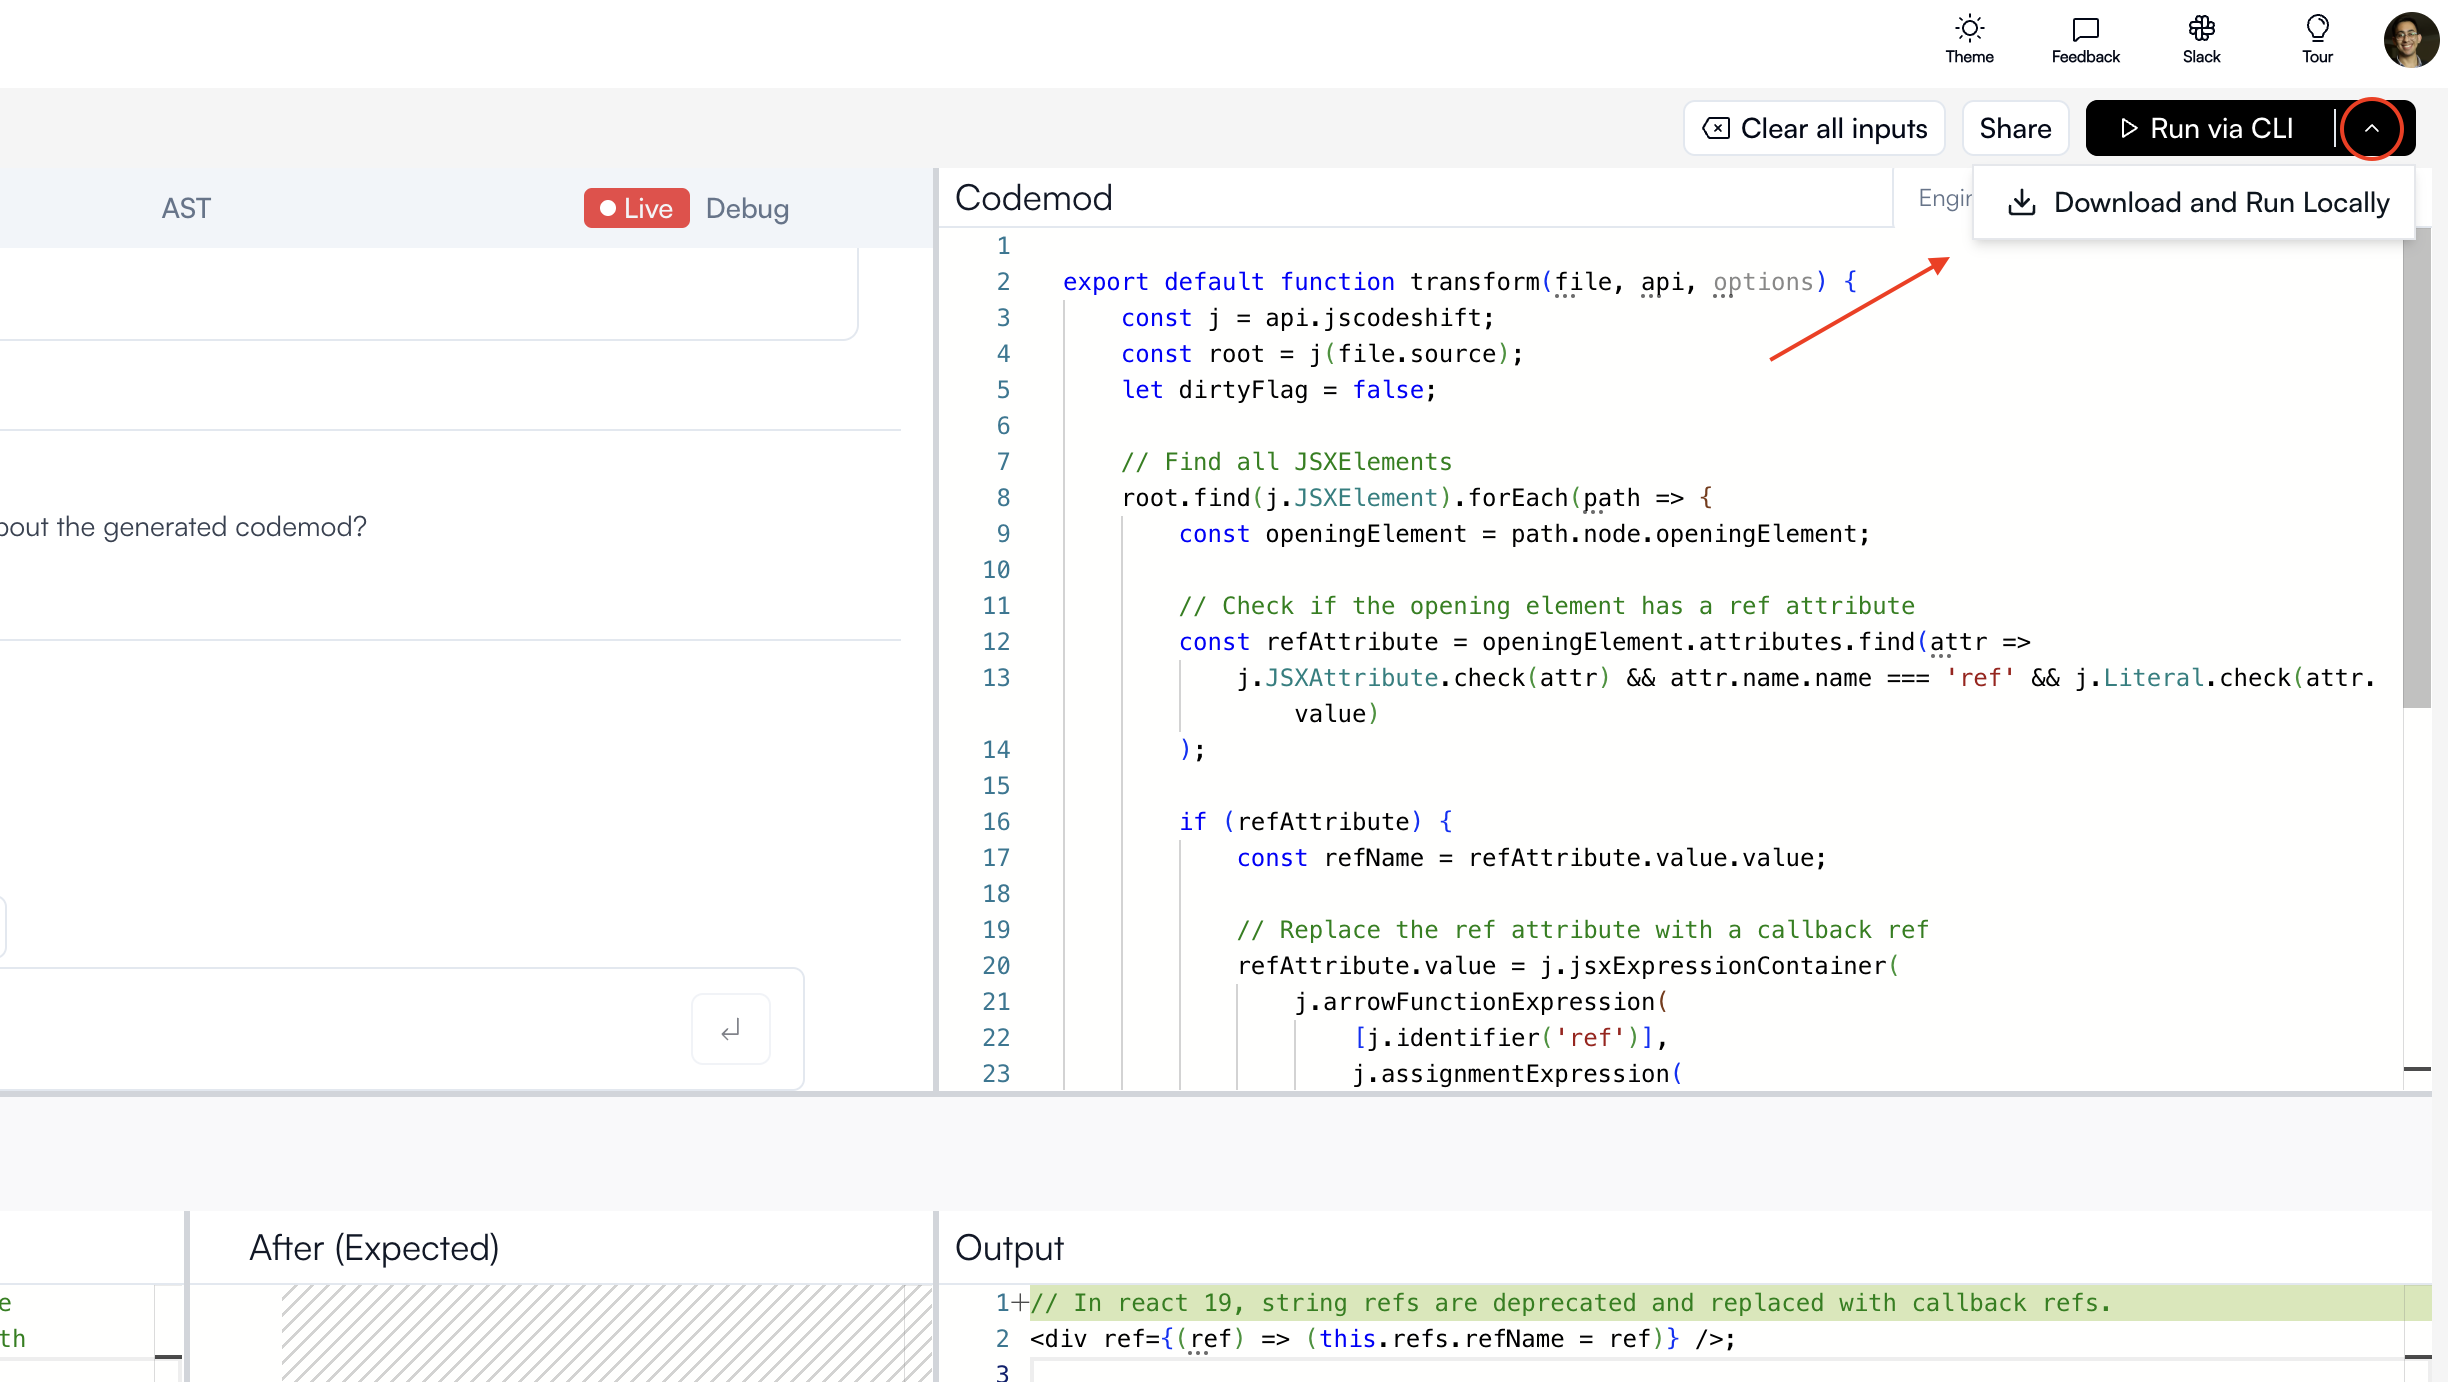 Theme
Feedback
Slack
Tour
Clear all inputs
Share
Run via CLI
Download and Run Locally
AST
Live
Debug
the generated codemod?
Codemod
1
2 export default function transform(file, api, options) {
3 const j = api.jscodeshift;
4 const root = j(file.source);
5 let dirtyFlag = false;
6
7 // Find all JSXElements
8 root.find(j.JSXElement).forEach(path => {
9 const openingElement = path.node.openingElement;
10
11 // Check if the opening element has a ref attribute
12 const refAttribute = openingElement.attributes.find(attr =>
13 j.JSXAttribute.check(attr) && attr.name.name === 'ref' && j.Literal.check(attr.
value)
14 );
15
16 if (refAttribute) {
17 const refName = refAttribute.value.value;
18
19 // Replace the ref attribute with a callback ref
20 refAttribute.value = j.jsxExpressionContainer(
21 j.arrowFunctionExpression(
22 [j.identifier('ref')],
23 j.assignmentExpression(
After (Expected)
e
th
Output
1+// In react 19, string refs are deprecated and replaced with callback refs.
2 <div ref={(ref) => (this.refs.refName = ref)} />;
3